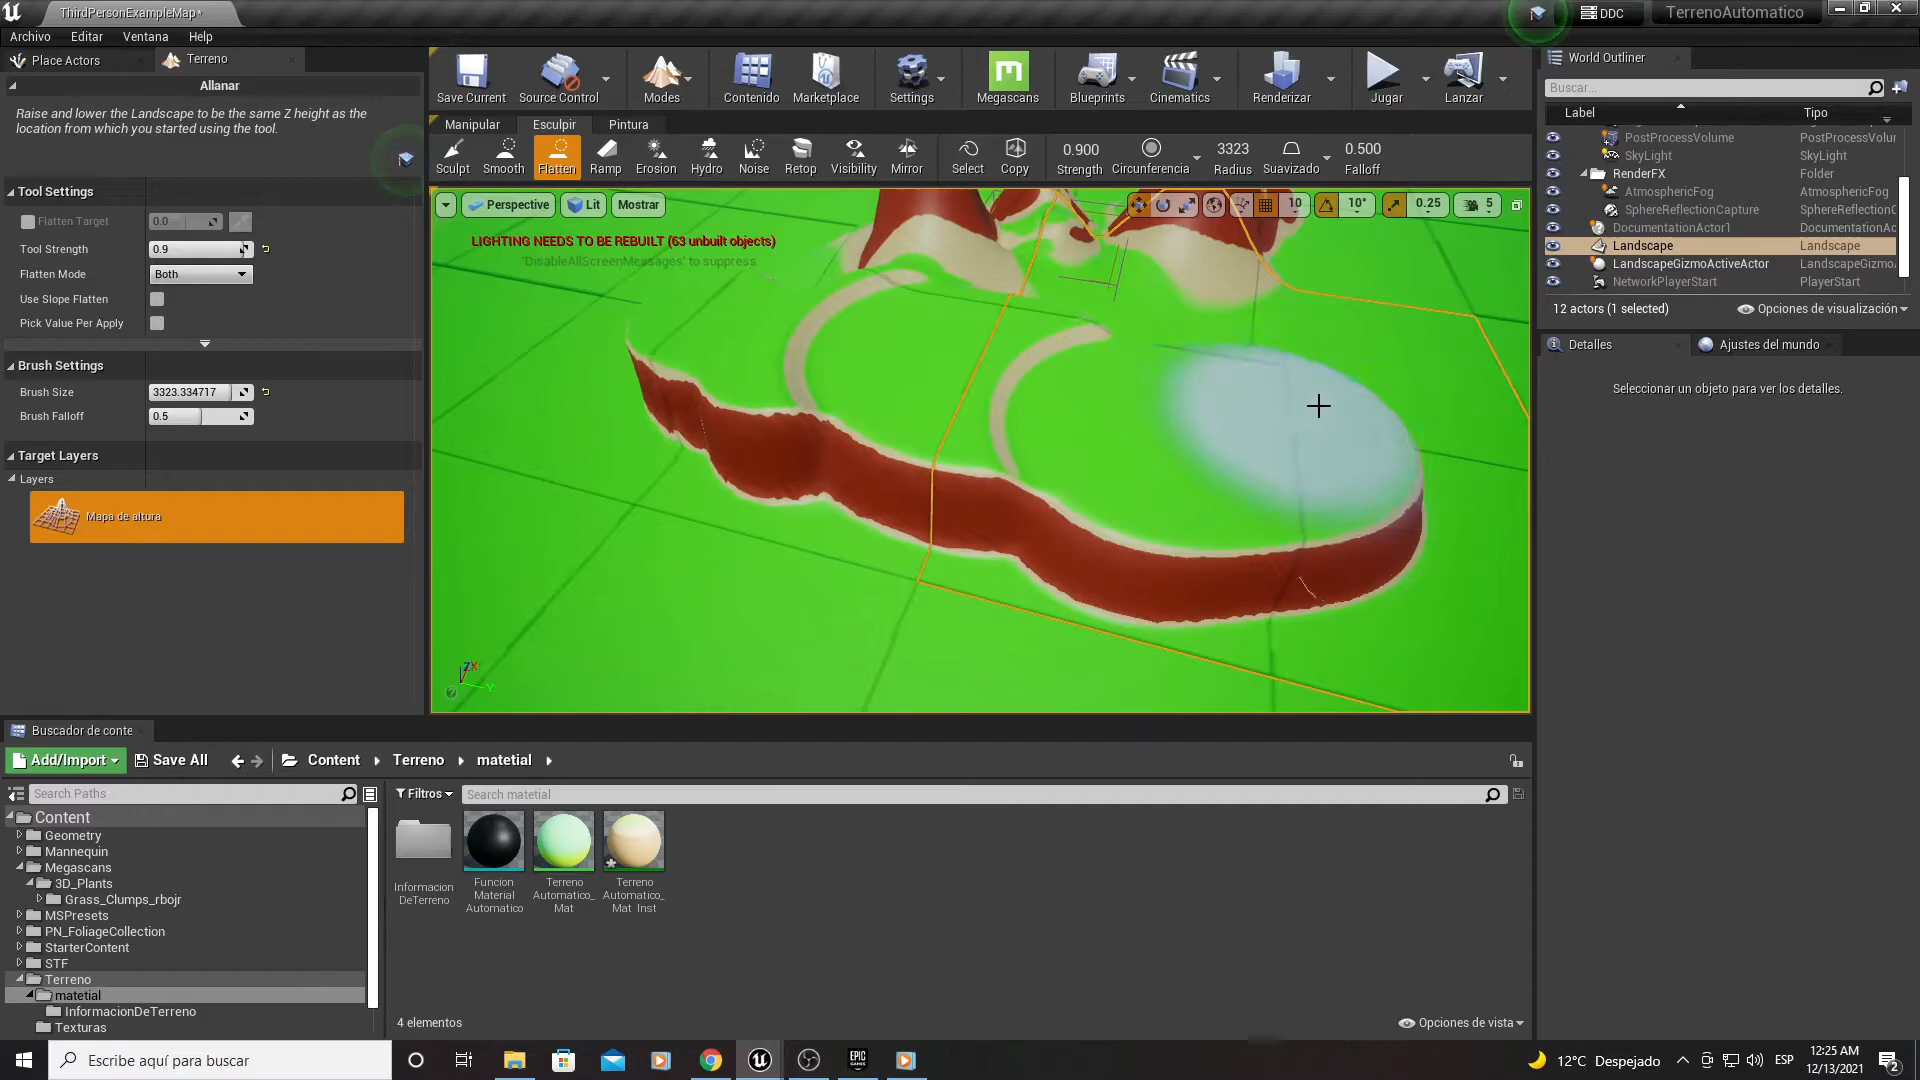 ThirdPersonExampleMap*
DDC
TerrenoAutomatico
Archivo
Editar
Ventana
Help
Place Actors
Terreno
Allanar
Raise and lower the Landscape to be the same Z height as the
location from which you started using the tool.
Tool Settings
Flatten Target
0.0
Tool Strength
0.9
Flatten Mode
Both
Use Slope Flatten
Pick Value Per Apply
Brush Settings
Brush Size
3323.334717
Brush Falloff
0.5
Target Layers
Layers
Mapa de altura
Save Current
Source Control
Modes
Contenido
Marketplace
Settings
Megascans
Blueprints
Cinematics
Renderizar
Jugar
Lanzar
Manipular
Esculpir
Pintura
Sculpt
Smooth
Flatten
Ramp
Erosion
Hydro
Noise
Retop
Visibility
Mirror
Select
Copy
0.900
Strength
Circunferencia
3323
Radius
Suavizado
0.500
Falloff
Perspective
Lit
Mostrar
10
10°
0.25
5
LIGHTING NEEDS TO BE REBUILT (63 unbuilt objects)
'DisableAllScreenMessages' to suppress
ZX
Y
World Outliner
Buscar...
Label
Tipo
PostProcessVolume
PostProcessVolur
SkyLight
SkyLight
RenderFX
Folder
AtmosphericFog
AtmosphericFog
SphereReflectionCapture
SphereReflectionC
DocumentationActor1
DocumentationAc
Landscape
Landscape
LandscapeGizmoActiveActor
LandscapeGizmo
NetworkPlayerStart
PlayerStart
12 actors (1 selected)
Opciones de visualización
Detalles
Ajustes del mundo
Seleccionar un objeto para ver los detalles.
Buscador de conte
Add/Import
Save All
Content
Terreno
matetial
Search Paths
Content
Geometry
Mannequin
Megascans
3D_Plants
Grass_Clumps_rbojr
MSPresets
PN_FoliageCollection
StarterContent
STF
Terreno
matetial
InformacionDeTerreno
Texturas
Filtros
Search matetial
Informacion
DeTerreno
Funcion
Material
Automatico
Terreno
Automatico_
Mat
Terreno
Automatico_
Mat_Inst
4 elementos
Opciones de vista
Escribe aquí para buscar
EPIC
GAMES
12°C Despejado
ESP
12:25 AM
12/13/2021
2